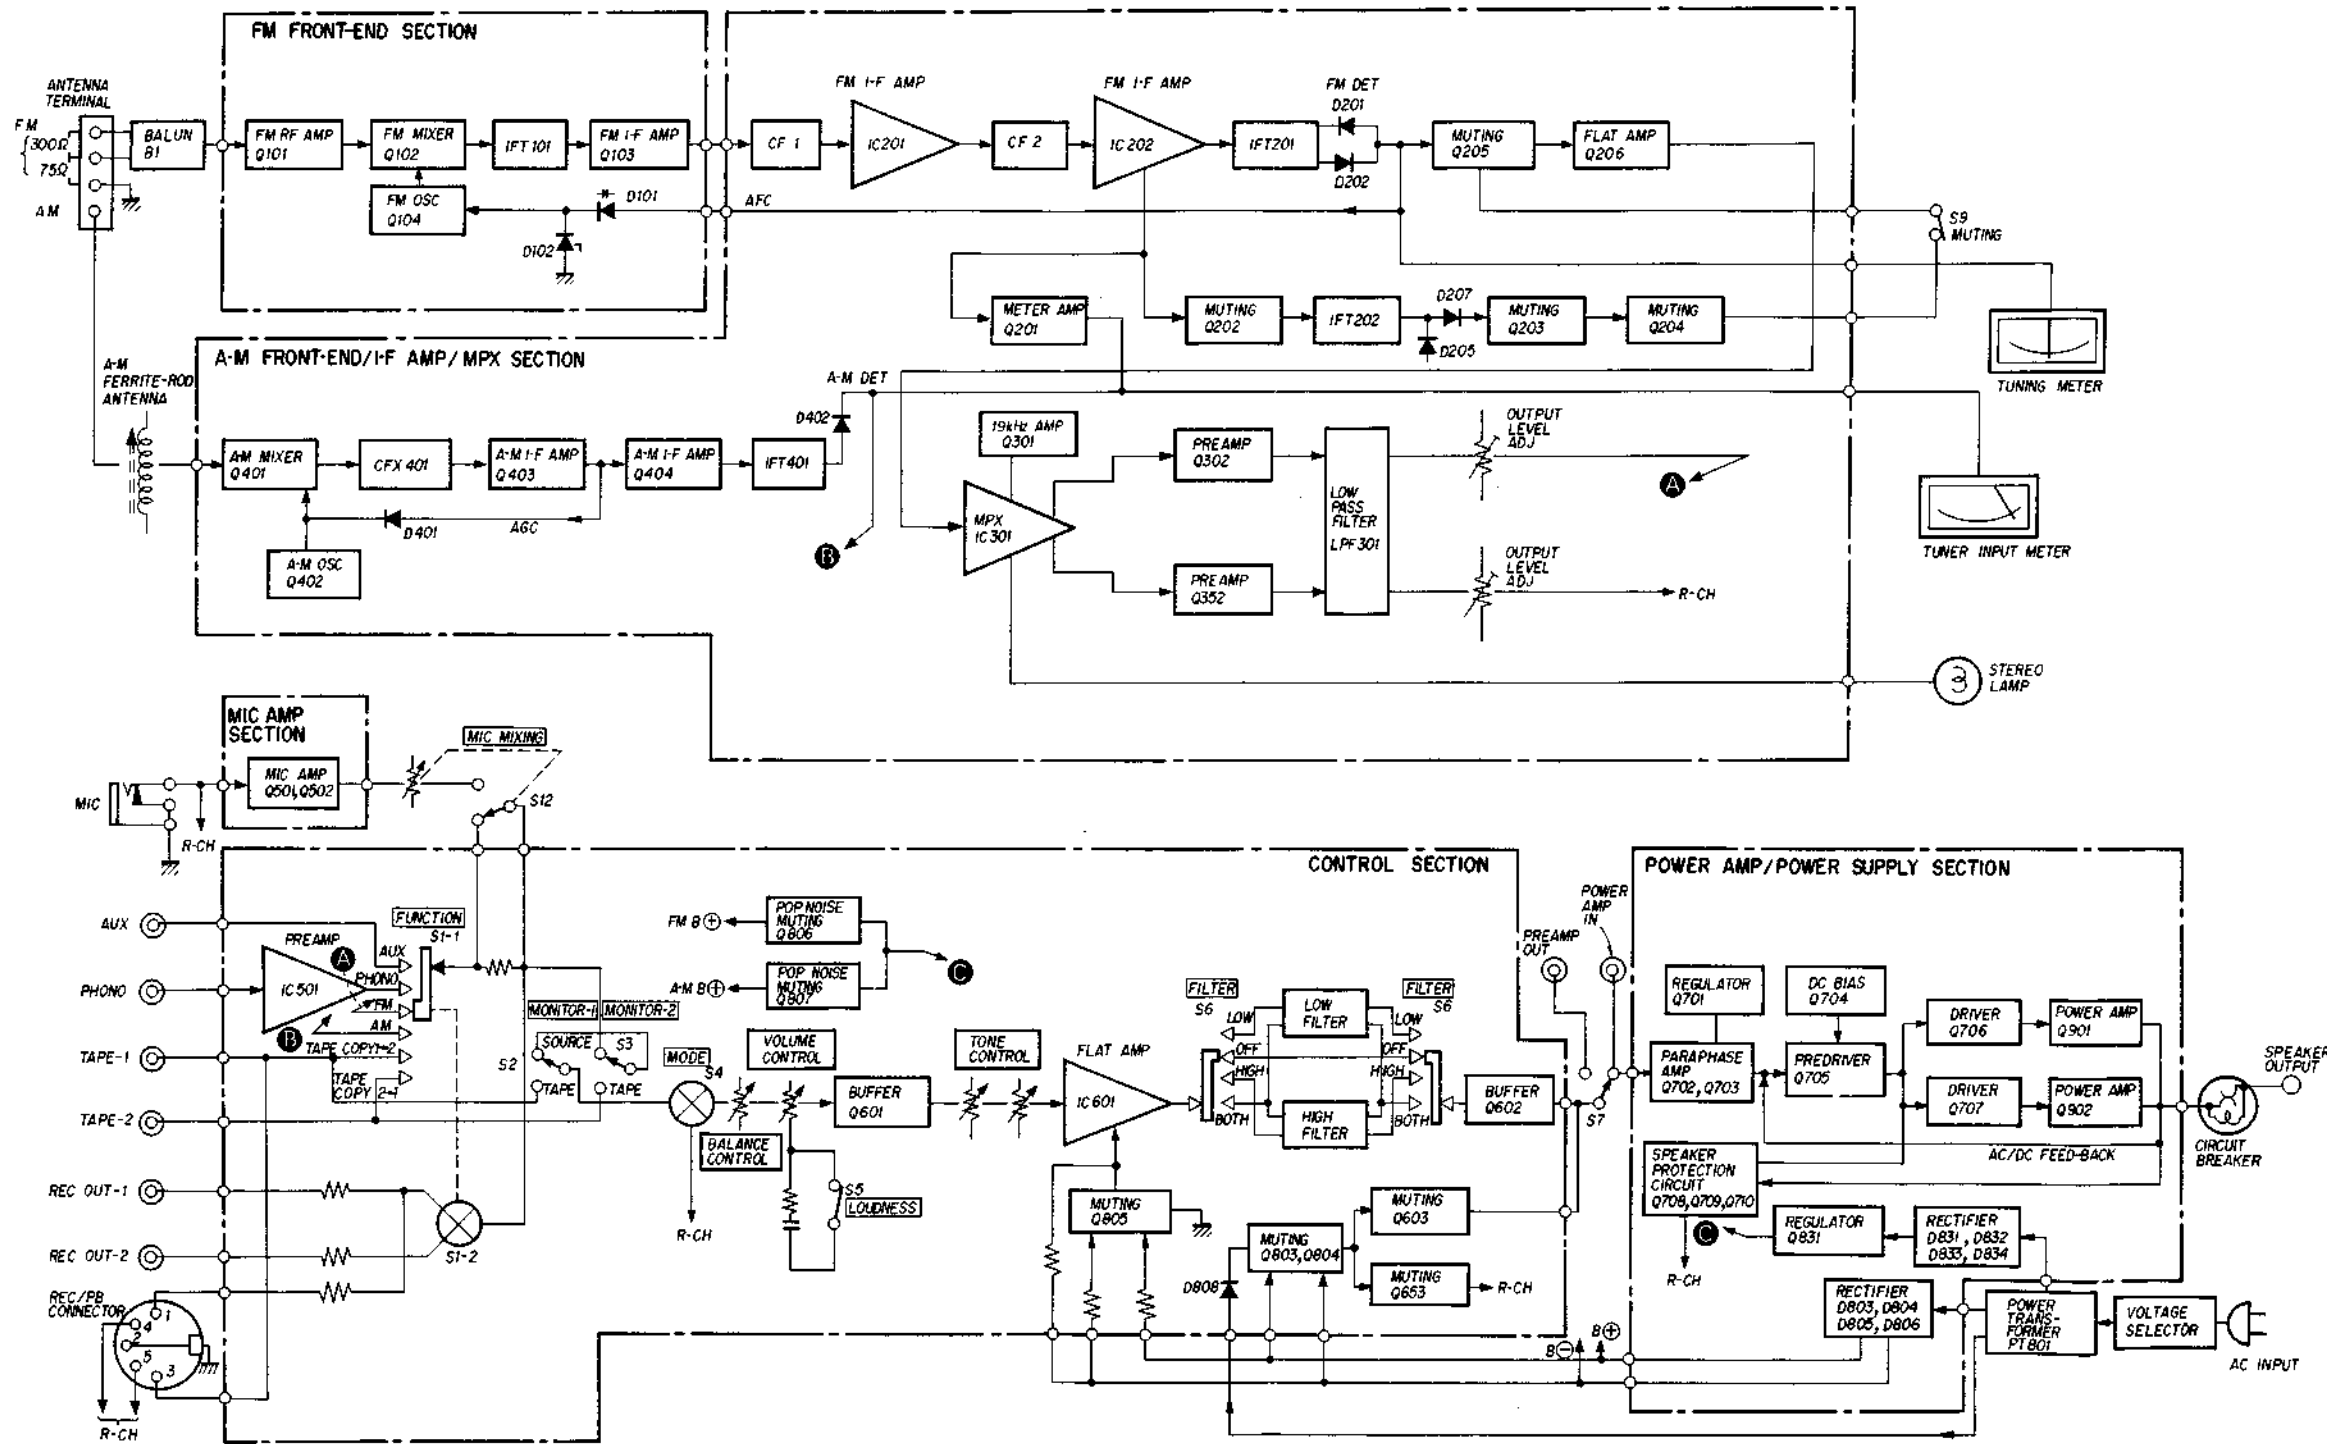 FM FRONT-END SECTION
ANTENNA
TERMINAL
FM
300Ω
75Ω
AM
BALUN
B1
FM RF AMP
Q101
FM MIXER
Q102
IFT101
FM I-F AMP
Q103
FM OSC
Q104
D101
D102
AFC
CF 1
FM I-F AMP
IC201
CF 2
FM I-F AMP
IC202
IFT201
FM DET
D201
D202
MUTING
Q205
FLAT AMP
Q206
S9
MUTING
METER AMP
Q201
MUTING
Q202
IFT202
D207
D205
MUTING
Q203
MUTING
Q204
TUNING METER
A-M FRONT-END/I-F AMP/MPX SECTION
A-M
FERRITE-ROD
ANTENNA
A-M MIXER
Q401
CFX 401
A-M I-F AMP
Q403
A-M I-F AMP
Q404
IFT401
A-M DET
D402
D401
AGC
A-M OSC
Q402
B
19kHz AMP
Q301
MPX
IC301
PREAMP
Q302
PREAMP
Q352
LOW
PASS
FILTER
LPF301
OUTPUT
LEVEL
ADJ
A
OUTPUT
LEVEL
ADJ
R-CH
TUNER INPUT METER
STEREO
LAMP
MIC AMP
SECTION
MIC AMP
Q501,Q502
MIC MIXING
MIC
R-CH
S12
CONTROL SECTION
POWER AMP/POWER SUPPLY SECTION
AUX
PHONO
TAPE-1
TAPE-2
REC OUT-1
REC OUT-2
REC/PB
CONNECTOR
1
4
2
5
3
R-CH
PREAMP
IC501
A
B
FUNCTION
S1-1
AUX
PHONO
FM
AM
TAPE COPY1-2
TAPE
COPY 2-1
S1-2
MONITOR-1
MONITOR-2
SOURCE
S2
S3
TAPE
TAPE
MODE
S4
R-CH
FM B⊕
POP NOISE
MUTING
Q806
A-M B⊕
POP NOISE
MUTING
Q807
C
VOLUME
CONTROL
BALANCE
CONTROL
S5
LOUDNESS
BUFFER
Q601
TONE
CONTROL
FLAT AMP
IC601
FILTER
S6
LOW
OFF
HIGH
BOTH
LOW
FILTER
HIGH
FILTER
FILTER
S6
LOW
OFF
HIGH
BOTH
BUFFER
Q602
MUTING
Q805
MUTING
Q803,Q804
D808
MUTING
Q603
MUTING
Q653
R-CH
PREAMP
OUT
POWER
AMP
IN
S7
REGULATOR
Q701
DC BIAS
Q704
PARAPHASE
AMP
Q702, Q703
PREDRIVER
Q705
DRIVER
Q706
DRIVER
Q707
POWER AMP
Q901
POWER AMP
Q902
AC/DC FEED-BACK
SPEAKER
OUTPUT
CIRCUIT
BREAKER
SPEAKER
PROTECTION
CIRCUIT
Q708,Q709,Q710
R-CH
C
REGULATOR
Q831
RECTIFIER
D831, D832
D833, D834
RECTIFIER
D803, D804
D805, D806
POWER
TRANS-
FORMER
PT801
VOLTAGE
SELECTOR
AC INPUT
B⊖
B⊕